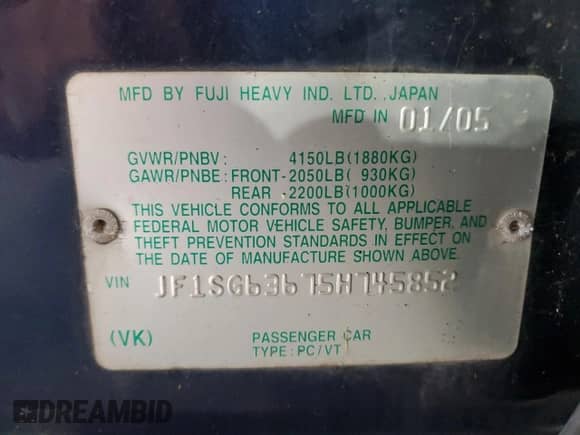 MFD BY FUJI HEAVY IND. LTD. JAPAN
MFD IN 01/05
GVWR/PNBV: 4150LB(1880KG)
GAWR/PNBE: FRONT-2050LB( 930KG)
REAR -2200LB(1000KG)
THIS VEHICLE CONFORMS TO ALL APPLICABLE
FEDERAL MOTOR VEHICLE SAFETY, BUMPER, AND
THEFT PREVENTION STANDARDS IN EFFECT ON
THE DATE OF MANUFACTURE SHOWN ABOVE.
VIN JF1SG63675H745852
(VK) PASSENGER CAR
TYPE:PC/VT
DREAMBID